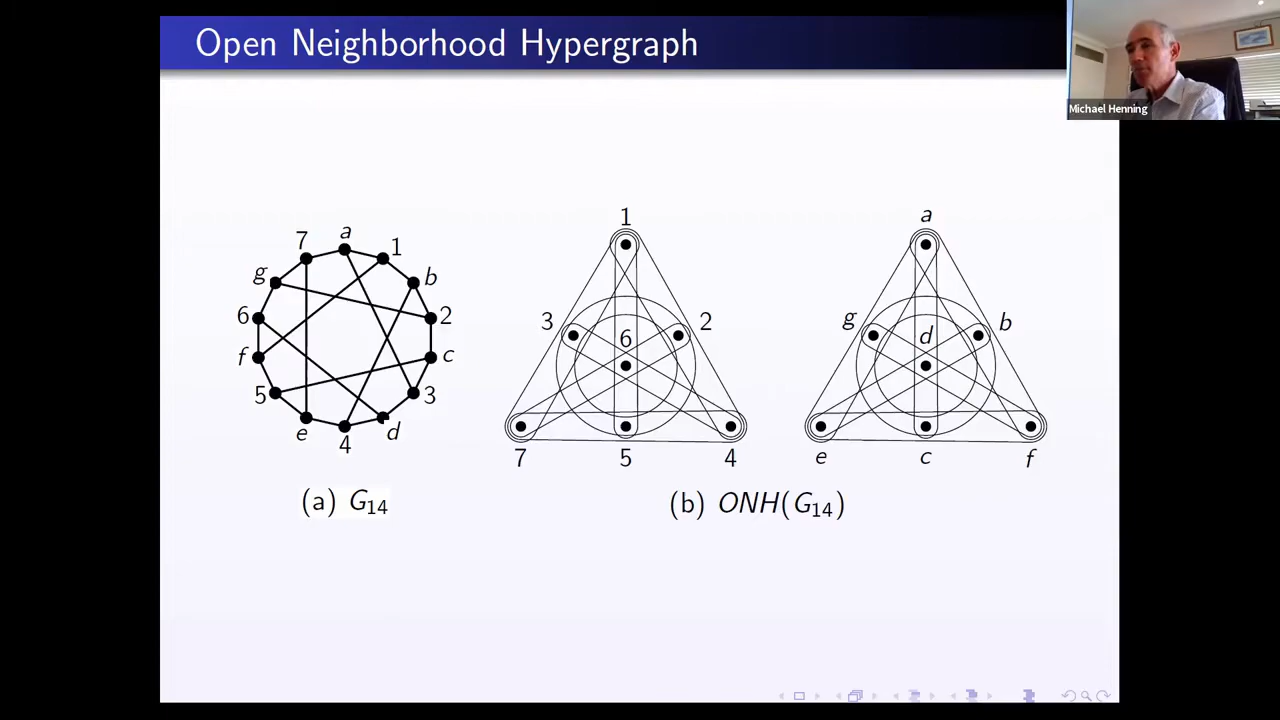 Open Neighborhood Hypergraph
Michael Henning
7 a 1
g b
6 2
f c
5 3
e 4 d
1
3 6 2
7 5 4
a
g d b
e c f
(a) G₁₄
(b) ONH(G₁₄)